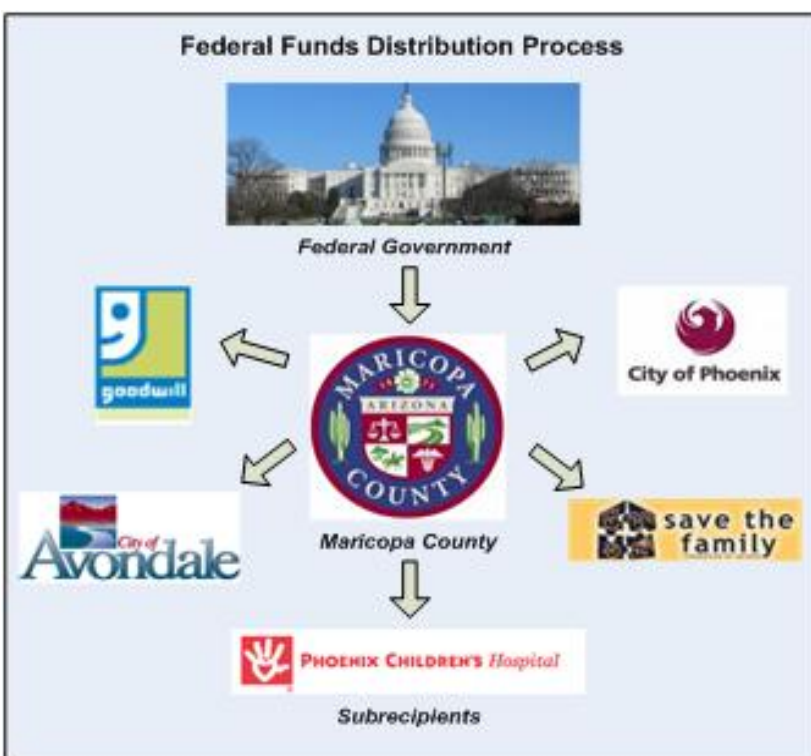 Federal Funds Distribution Process
Federal Government
goodwill
MARICOPA
1871
ARIZONA
COUNTY
City of Phoenix
City of
Avondale
Maricopa County
save the
family
PHOENIX CHILDREN'S Hospital
Subrecipients